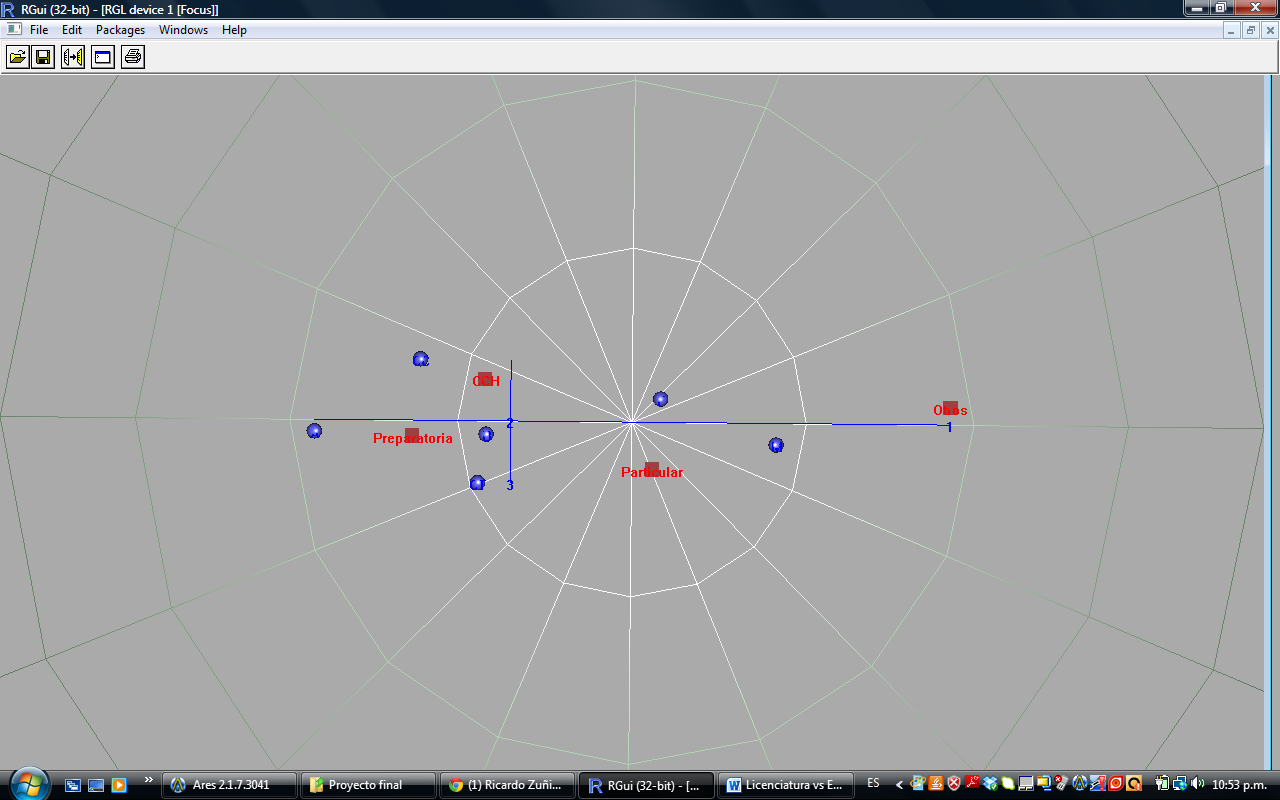 RGui (32-bit) - [RGL device 1 [Focus]]
File Edit Packages Windows Help
CCH
Otros
2
1
Preparatoria
Particular
3
Ares 2.1.7.3041
Proyecto final
(1) Ricardo Zuñi...
RGui (32-bit) - [...
Licenciatura vs E...
ES
10:53 p.m.